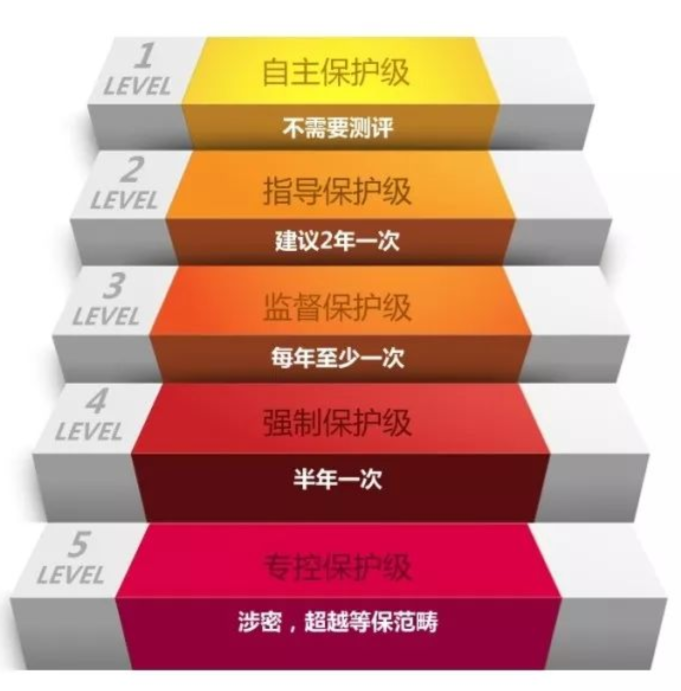 1
LEVEL
自主保护级
不需要测评
2
LEVEL
指导保护级
建议2年一次
3
LEVEL
监督保护级
每年至少一次
4
LEVEL
强制保护级
半年一次
5
LEVEL
专控保护级
涉密，超越等保范畴